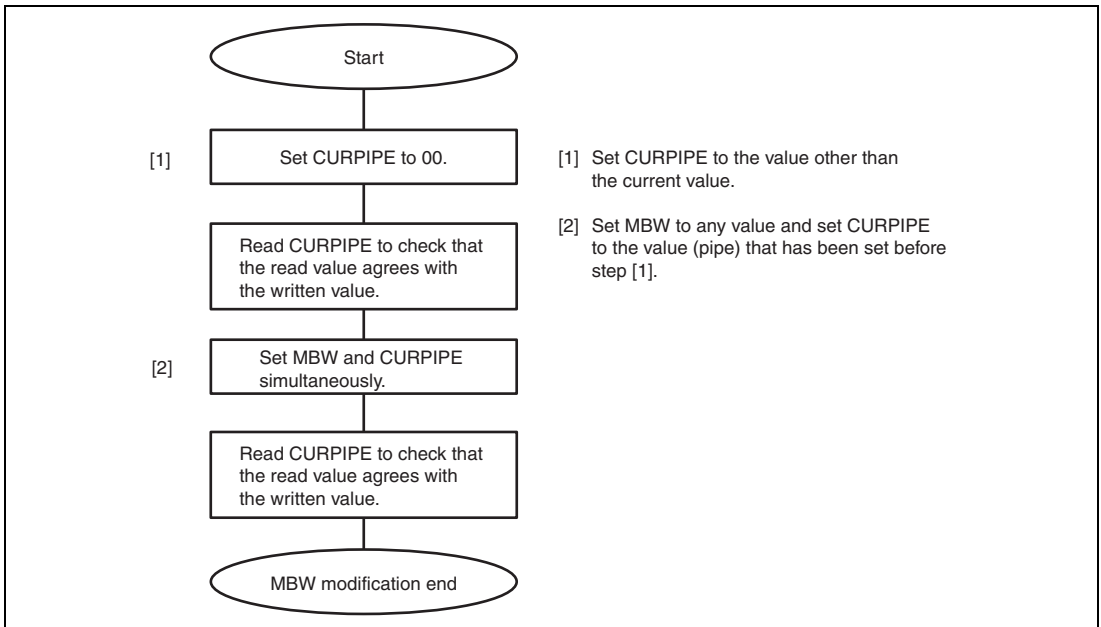 Start
[1]
Set CURPIPE to 00.
Read CURPIPE to check that
the read value agrees with
the written value.
[2]
Set MBW and CURPIPE
simultaneously.
Read CURPIPE to check that
the read value agrees with
the written value.
MBW modification end
[1] Set CURPIPE to the value other than
the current value.
[2] Set MBW to any value and set CURPIPE
to the value (pipe) that has been set before
step [1].